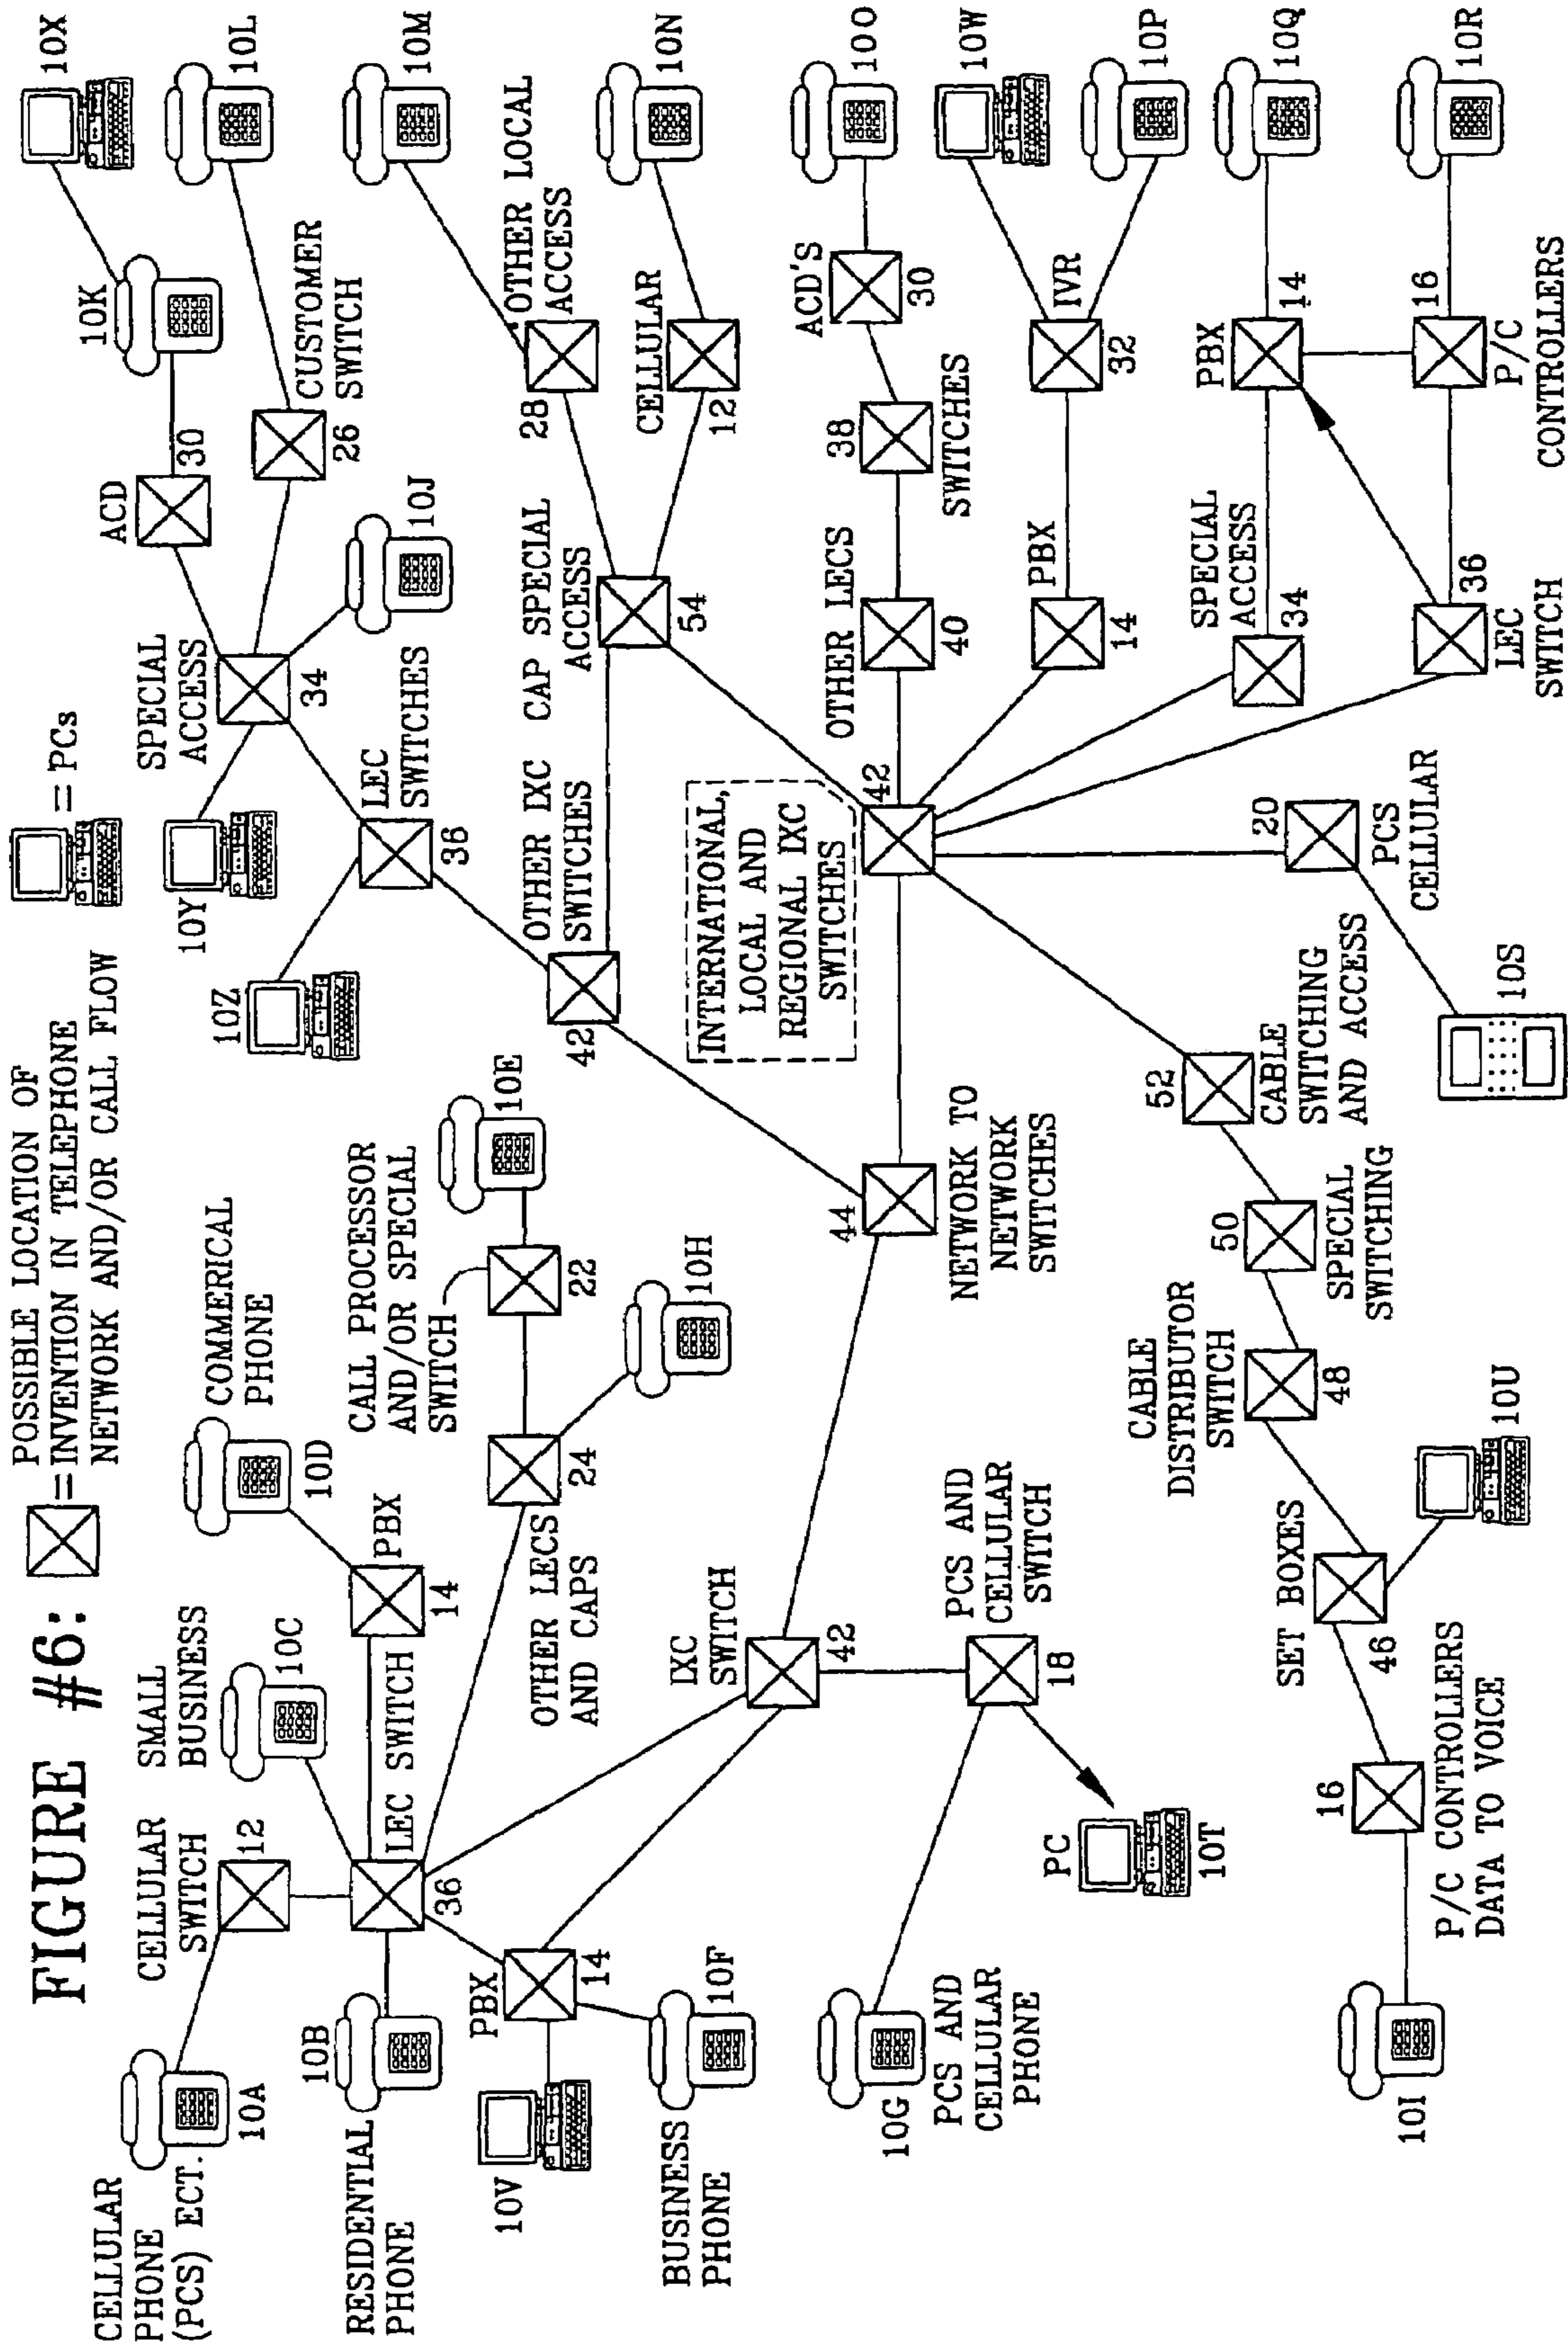 FIGURE #6:
POSSIBLE LOCATION OF
= INVENTION IN TELEPHONE
NETWORK AND/OR CALL FLOW
= PCs
CELLULAR
PHONE
(PCS) ECT.
10A
CELLULAR
SWITCH
12
SMALL
BUSINESS
10C
COMMERICAL
PHONE
10D
PBX
14
RESIDENTIAL
PHONE
10B
LEC SWITCH
36
PBX
14
10V
BUSINESS
PHONE
10F
OTHER LECS
AND CAPS
24
CALL PROCESSOR
AND/OR SPECIAL
SWITCH
22
10E
10H
IXC
SWITCH
42
10G
PCS AND
CELLULAR
PHONE
PCS AND
CELLULAR
SWITCH
18
PC
10T
10I
16
P/C CONTROLLERS
DATA TO VOICE
SET BOXES
46
10U
CABLE
DISTRIBUTOR
SWITCH
48
50
SPECIAL
SWITCHING
52
CABLE
SWITCHING
AND ACCESS
44
NETWORK TO
NETWORK
SWITCHES
10Z
10Y
SPECIAL
ACCESS
34
LEC
SWITCHES
36
OTHER IXC
SWITCHES
42
ACD
30
10K
10X
10L
CUSTOMER
SWITCH
26
10J
CAP SPECIAL
ACCESS
54
28
OTHER LOCAL
ACCESS
10M
CELLULAR
12
10N
INTERNATIONAL,
LOCAL AND
REGIONAL IXC
SWITCHES
42
OTHER LECS
40
38
SWITCHES
ACD'S
30
10O
PBX
14
IVR
32
10W
10P
SPECIAL
ACCESS
34
PBX
14
10Q
LEC
SWITCH
36
16
P/C
CONTROLLERS
10R
20
PCS
CELLULAR
10S